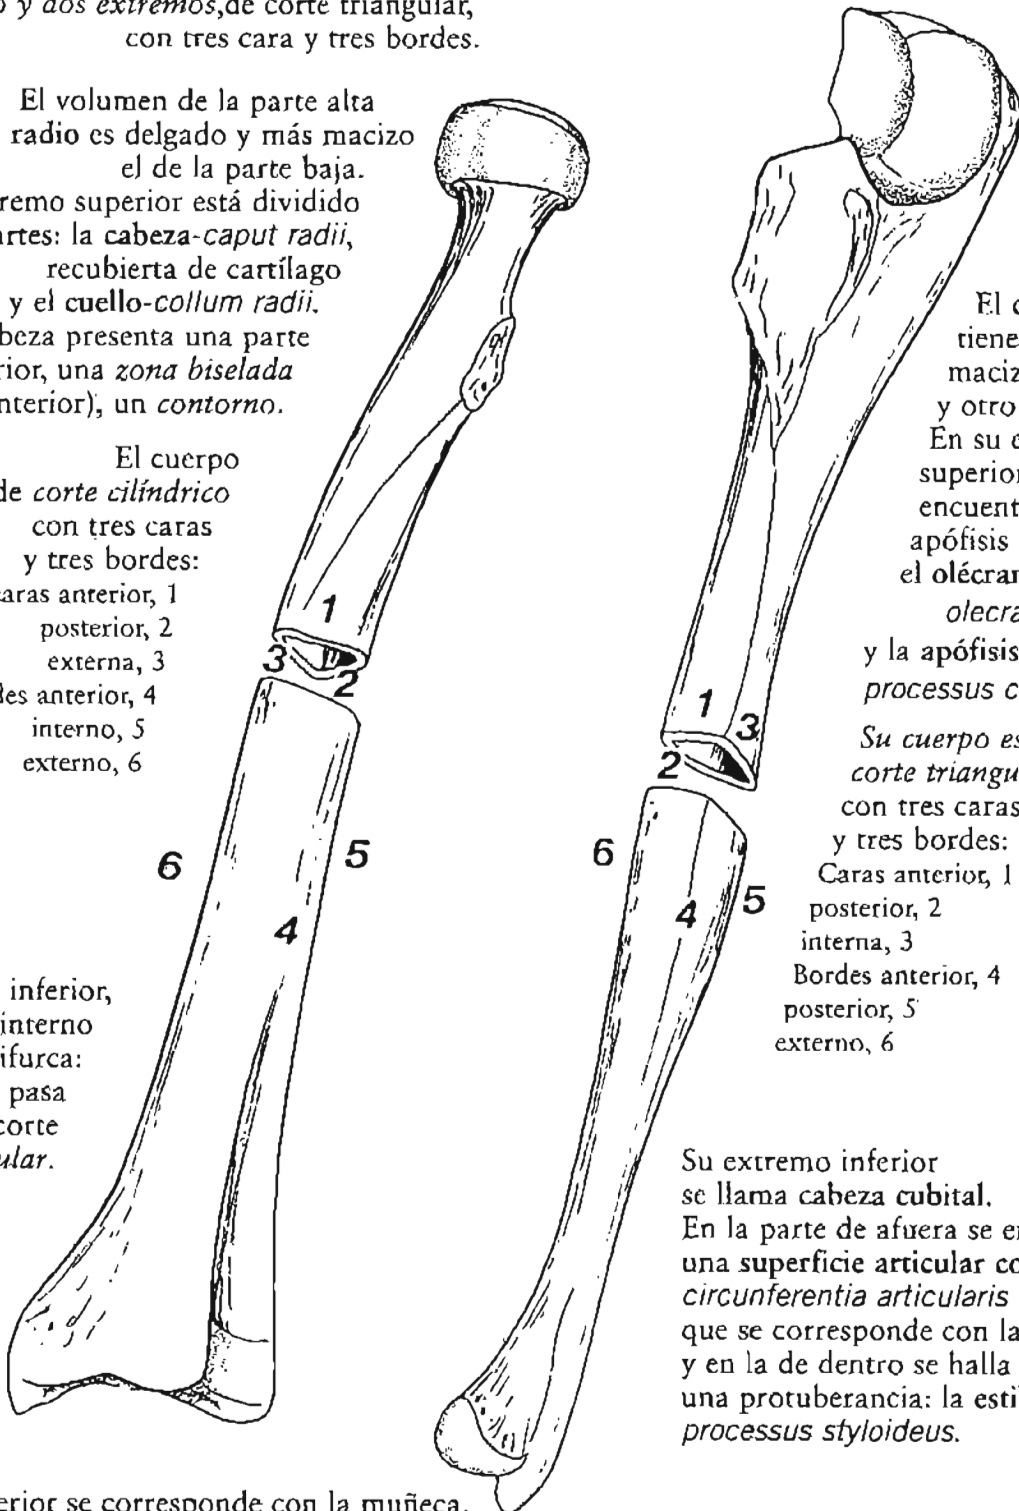 y dos extremos, de corte triangular,
con tres cara y tres bordes.
El volumen de la parte alta
radio es delgado y más macizo
el de la parte baja.
remo superior está dividido
artes: la cabeza-caput radii,
recubierta de cartílago
y el cuello-collum radii.
beza presenta una parte
rior, una zona biselada
nterior), un contorno.
El cuerpo
de corte cilíndrico
con tres caras
y tres bordes:
caras anterior, 1
posterior, 2
externa, 3
des anterior, 4
interno, 5
externo, 6
inferior,
interno
ifurca:
pasa
corte
ular.
erior se corresponde con la muñeca.
1
3
2
6
5
4
1
3
2
6
4
5
El c
tiene
maciz
y otro
En su e
superior
encuent
apófisis
el olécran
olecra
y la apófisis
processus c
Su cuerpo es
corte triangu
con tres caras
y tres bordes:
Caras anterior, 1
posterior, 2
interna, 3
Bordes anterior, 4
posterior, 5
externo, 6
Su extremo inferior
se llama cabeza cubital.
En la parte de afuera se en
una superficie articular co
circunferentia articularis
que se corresponde con la
y en la de dentro se halla
una protuberancia: la esti
processus styloideus.